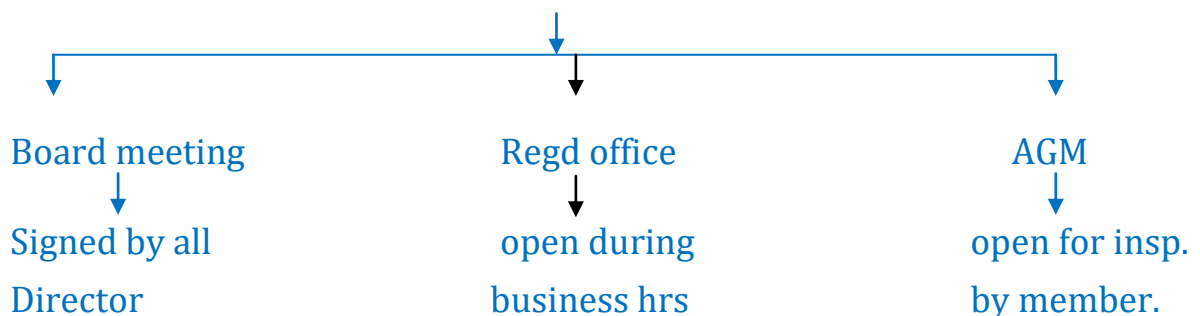 Board meeting Regd office AGM
Signed by all open during open for insp.
Director business hrs by member.